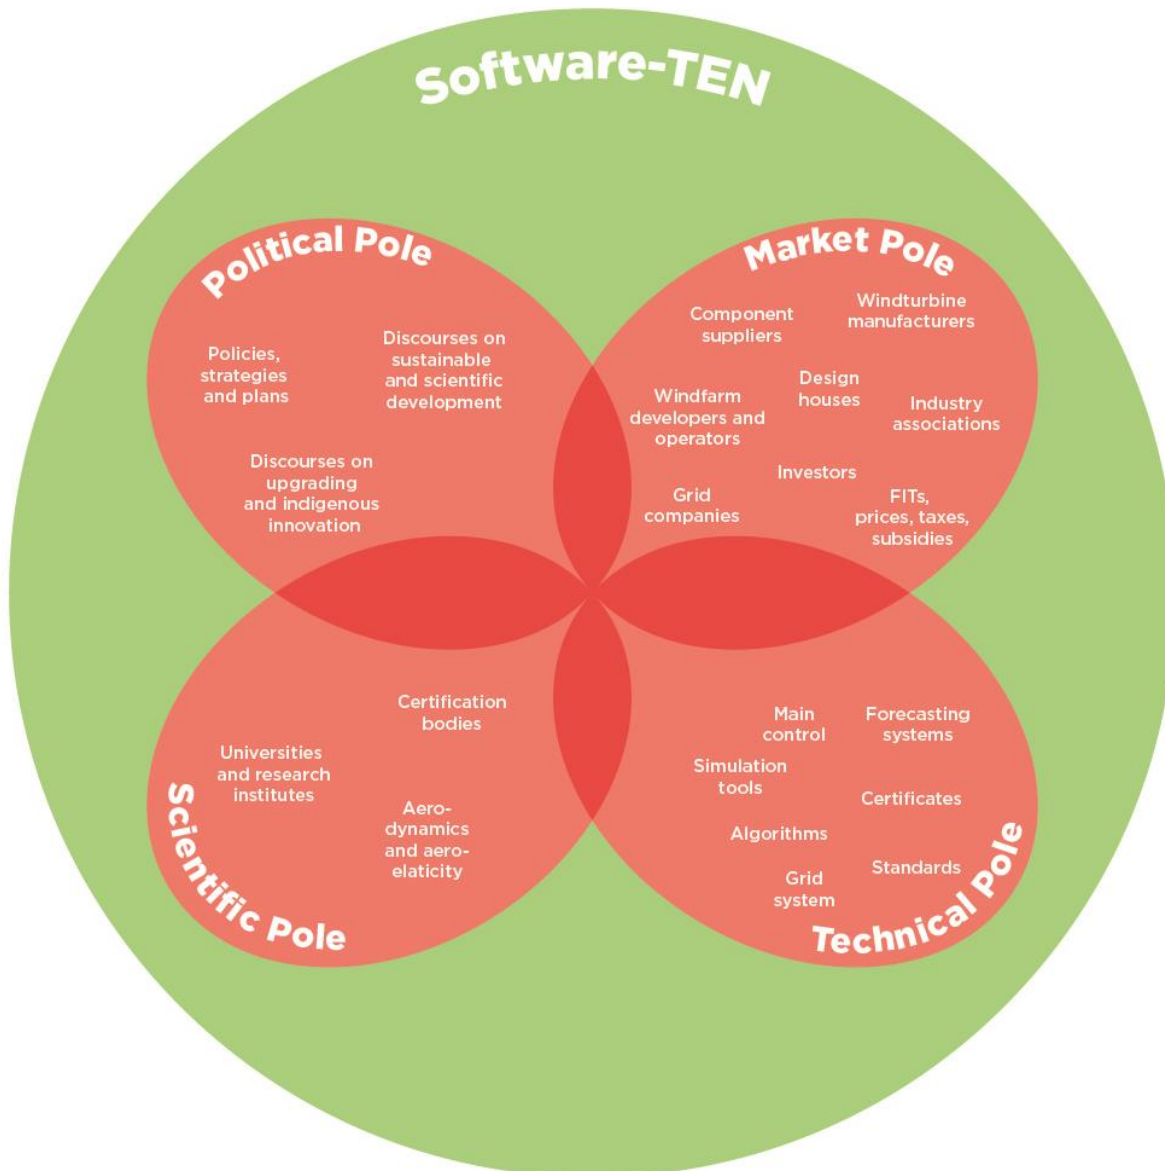 Software-TEN
Political Pole
Policies,
strategies
and plans
Discourses on
sustainable
and scientific
development
Discourses on
upgrading
and indigenous
innovation
Market Pole
Component
suppliers
Windturbine
manufacturers
Windfarm
developers and
operators
Design
houses
Industry
associations
Investors
Grid
companies
FITs,
prices, taxes,
subsidies
Scientific Pole
Certification
bodies
Universities
and research
institutes
Aero-
dynamics
and aero-
elaticity
Technical Pole
Main
control
Forecasting
systems
Simulation
tools
Certificates
Algorithms
Standards
Grid
system